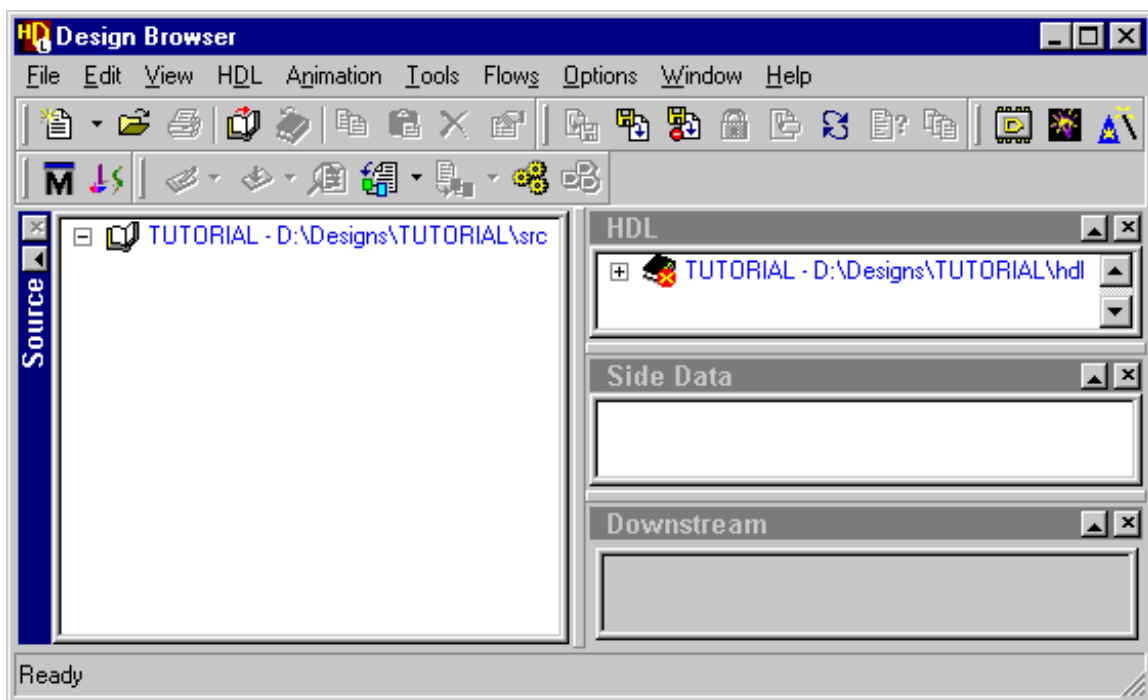 Design Browser
File Edit View HDL Animation Tools Flows Options Window Help
Source
TUTORIAL - D:\Designs\TUTORIAL\src
HDL
TUTORIAL - D:\Designs\TUTORIAL\hdl
Side Data
Downstream
Ready